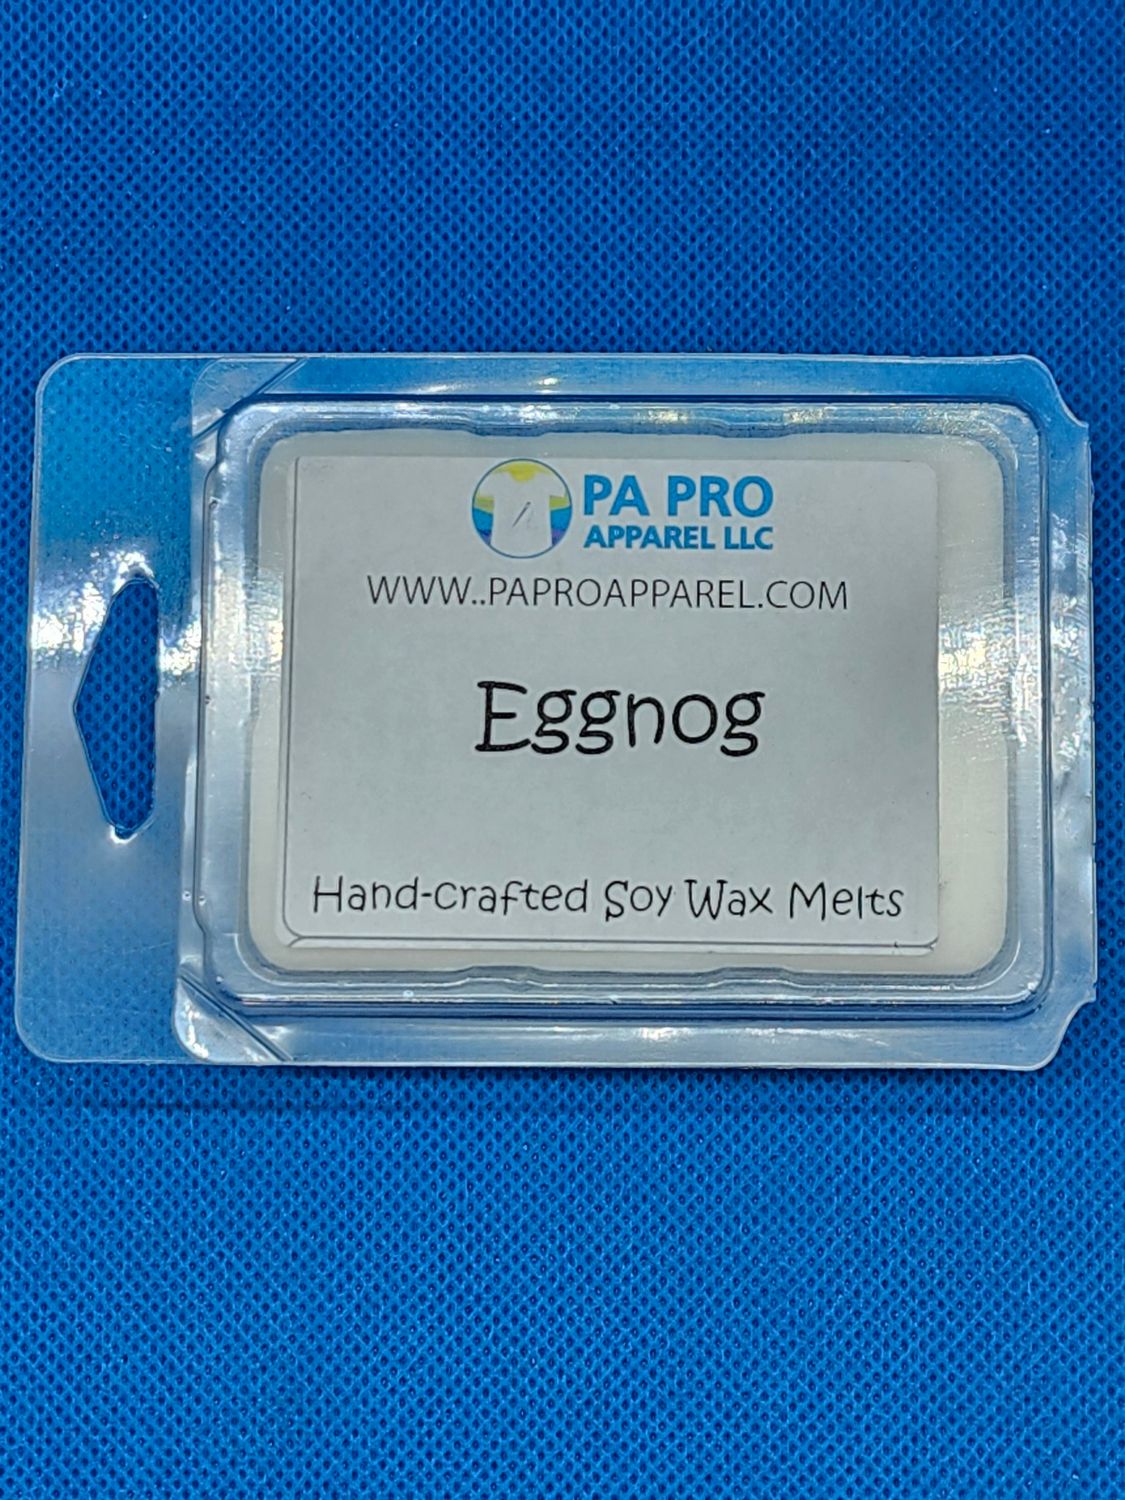 PA PRO
APPAREL LLC
WWW..PAPROAPPAREL.COM
Eggnog
Hand-crafted Soy Wax Melts